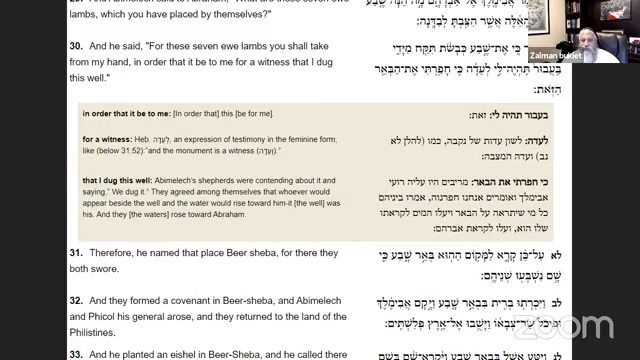 lambs, which you have placed by themselves?"
הָאֵלֶּה אֲשֶׁר הִצַּבְתְּ לְבַדָּנָה:
30. And he said, "For these seven ewe lambs you shall take
from my hand, in order that it be to me for a witness that I dug
this well."
כִּי אֶת־שֶׁבַע כְּבָשֹׂת תִּקַּח מִיָּדִי
בַּעֲבוּר תִּהְיֶה־לִּי לְעֵדָה כִּי חָפַרְתִּי אֶת־הַבְּאֵר
הַזֹּאת:
in order that it be to me: [In order that] this [be for me].
בעבור תהיה לי: זאת:
for a witness: Heb. לְעֵדָה, an expression of testimony in the feminine form,
like (below 31:52):"and the monument is a witness (עֵדָה)."
לעדה: לשון עדות של נקבה, כמו (להלן לא
נב) ועדה המצבה:
that I dug this well: Abimelech's shepherds were contending about it and
saying," We dug it." They agreed among themselves that whoever would
appear beside the well and the water would rise toward him-it [the well]
was his. And they [the waters] rose toward Abraham.
כי חפרתי את הבאר: מריבים היו עליה רועי
אבימלך ואומרים אנחנו חפרנוה, אמרו ביניהם
כל מי שיתראה על הבאר ויעלו המים לקראתו
שלו הוא, ועלו לקראת אברהם:
31. Therefore, he named that place Beer sheba, for there they
both swore.
לא עַל־כֵּן קָרָא לַמָּקוֹם הַהוּא בְּאֵר שָׁבַע כִּי
שָׁם נִשְׁבְּעוּ שְׁנֵיהֶם:
32. And they formed a covenant in Beer-sheba, and Abimelech
and Phicol his general arose, and they returned to the land of the
Philistines.
לב וַיִּכְרְתוּ בְרִית בִּבְאֵר שָׁבַע וַיָּקָם אֲבִימֶלֶךְ
וּפִיכֹל שַׂר־צְבָאוֹ וַיָּשֻׁבוּ אֶל־אֶרֶץ פְּלִשְׁתִּים:
33. And he planted an eishel in Beer-Sheba, and he called there
לג וַיִּטַּע אֵשֶׁל בִּבְאֵר שָׁבַע וַיִּקְרָא־שָׁם בְּשֵׁם
Zalman bukiet
zoom